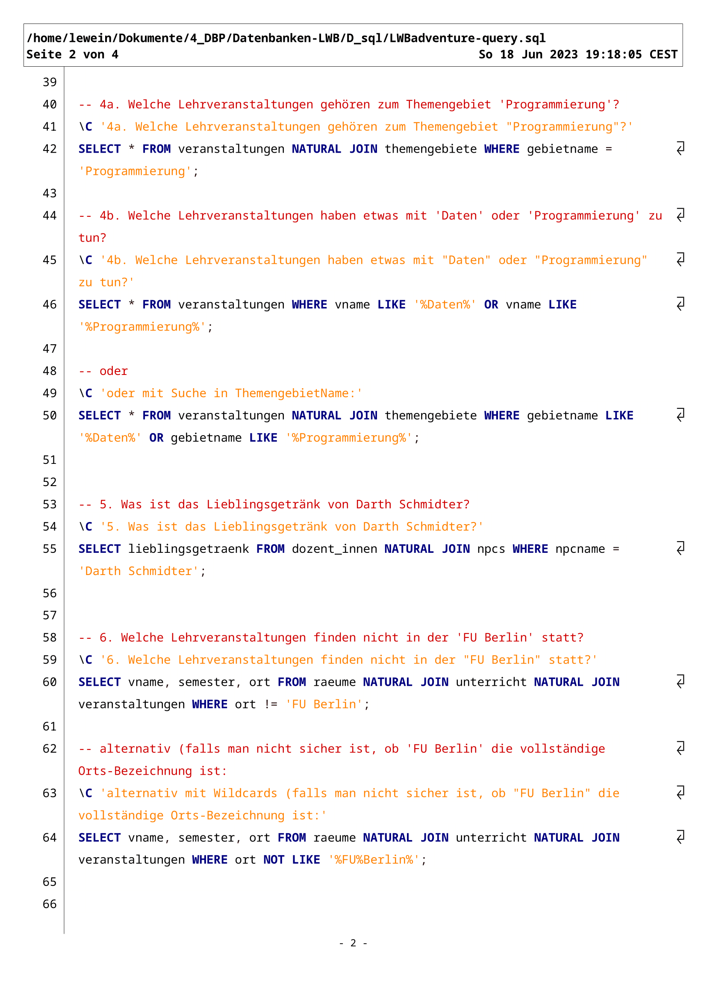 /home/lewein/Dokumente/4_DBP/Datenbanken-LWB/D_sql/LWBadventure-query.sql
Seite 2 von 4 So 18 Jun 2023 19:18:05 CEST
39
40 -- 4a. Welche Lehrveranstaltungen gehören zum Themengebiet 'Programmierung'?
41 \C '4a. Welche Lehrveranstaltungen gehören zum Themengebiet "Programmierung"?'
42 SELECT * FROM veranstaltungen NATURAL JOIN themengebiete WHERE gebietname =
'Programmierung';
43
44 -- 4b. Welche Lehrveranstaltungen haben etwas mit 'Daten' oder 'Programmierung' zu
tun?
45 \C '4b. Welche Lehrveranstaltungen haben etwas mit "Daten" oder "Programmierung"
zu tun?'
46 SELECT * FROM veranstaltungen WHERE vname LIKE '%Daten%' OR vname LIKE
'%Programmierung%';
47
48 -- oder
49 \C 'oder mit Suche in ThemengebietName:'
50 SELECT * FROM veranstaltungen NATURAL JOIN themengebiete WHERE gebietname LIKE
'%Daten%' OR gebietname LIKE '%Programmierung%';
51
52
53 -- 5. Was ist das Lieblingsgetränk von Darth Schmidter?
54 \C '5. Was ist das Lieblingsgetränk von Darth Schmidter?'
55 SELECT lieblingsgetraenk FROM dozent_innen NATURAL JOIN npcs WHERE npcname =
'Darth Schmidter';
56
57
58 -- 6. Welche Lehrveranstaltungen finden nicht in der 'FU Berlin' statt?
59 \C '6. Welche Lehrveranstaltungen finden nicht in der "FU Berlin" statt?'
60 SELECT vname, semester, ort FROM raeume NATURAL JOIN unterricht NATURAL JOIN
veranstaltungen WHERE ort != 'FU Berlin';
61
62 -- alternativ (falls man nicht sicher ist, ob 'FU Berlin' die vollständige
Orts-Bezeichnung ist:
63 \C 'alternativ mit Wildcards (falls man nicht sicher ist, ob "FU Berlin" die
vollständige Orts-Bezeichnung ist:'
64 SELECT vname, semester, ort FROM raeume NATURAL JOIN unterricht NATURAL JOIN
veranstaltungen WHERE ort NOT LIKE '%FU%Berlin%';
65
66
- 2 -